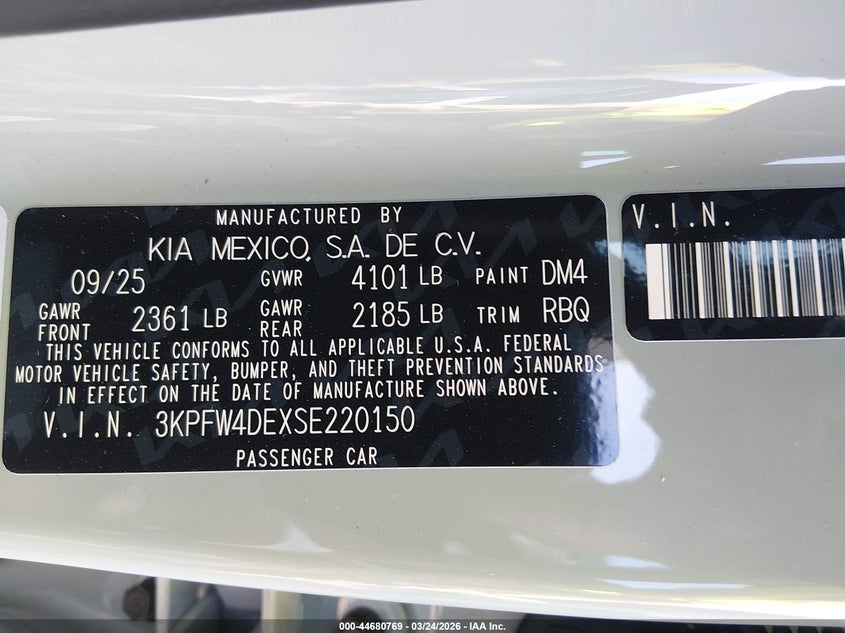 MANUFACTURED BY
KIA MEXICO, S.A. DE C.V.
09/25 GVWR 4101 LB PAINT DM4
GAWR FRONT 2361 LB GAWR REAR 2185 LB TRIM RBQ
THIS VEHICLE CONFORMS TO ALL APPLICABLE U.S.A. FEDERAL
MOTOR VEHICLE SAFETY, BUMPER, AND THEFT PREVENTION STANDARDS
IN EFFECT ON THE DATE OF MANUFACTURE SHOWN ABOVE.
V.I.N. 3KPFW4DEXSE220150
PASSENGER CAR
V.I.N.
000-44680769 - 03/24/2026 - IAA Inc.